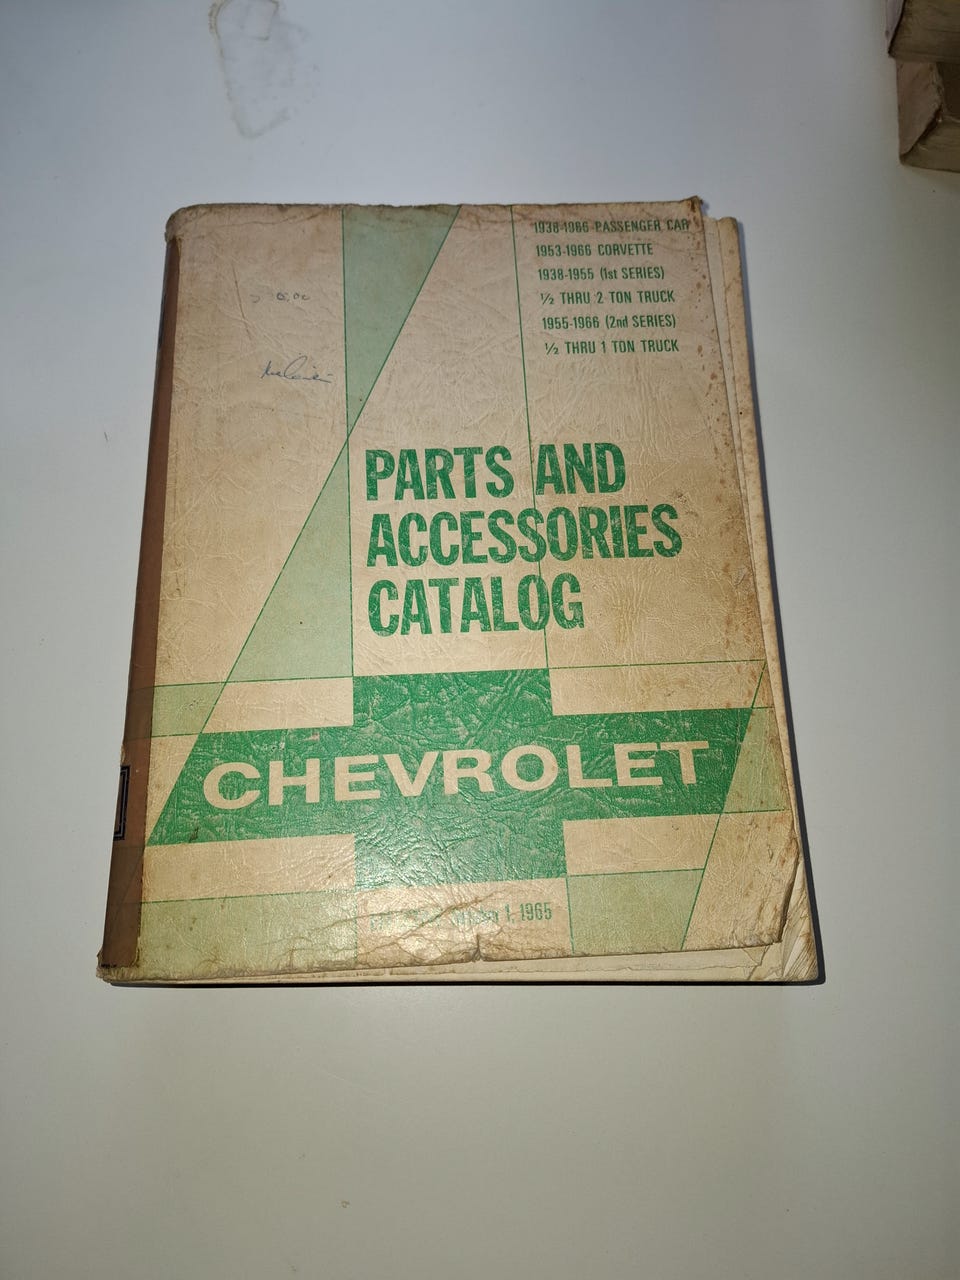 1938-1966 PASSENGER CAR
1953-1966 CORVETTE
1938-1955 (1st SERIES)
½ THRU 2 TON TRUCK
1955-1966 (2nd SERIES)
½ THRU 1 TON TRUCK
PARTS AND
ACCESSORIES
CATALOG
CHEVROLET
1, 1965